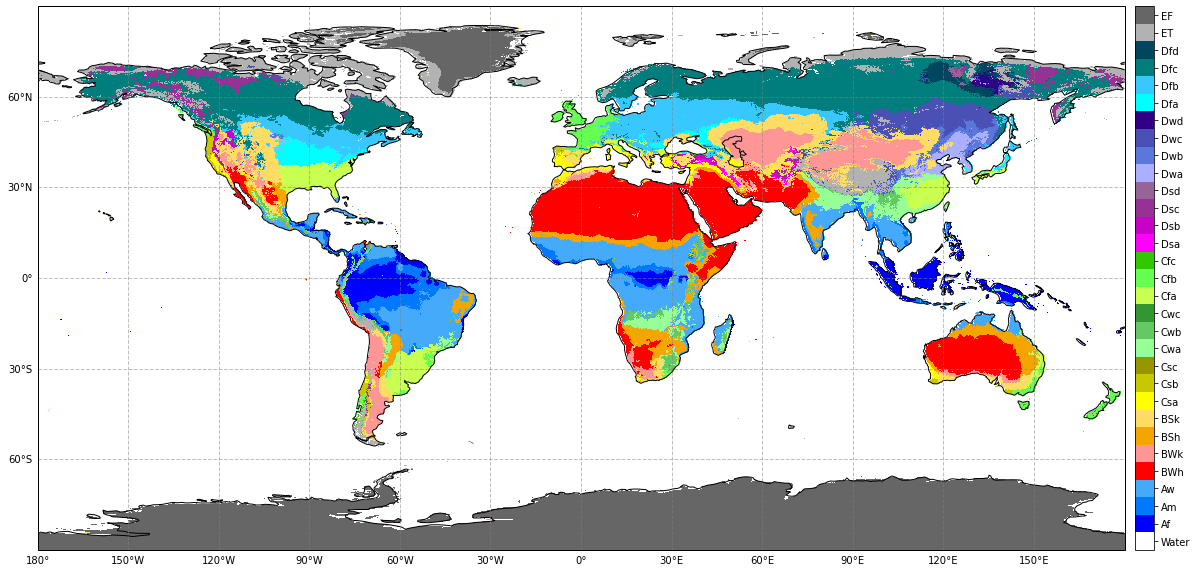 EF
ET
Dfd
Dfc
Dfb
Dfa
Dwd
Dwc
Dwb
Dwa
Dsd
Dsc
Dsb
Dsa
Cfc
Cfb
Cfa
Cwc
Cwb
Cwa
Csc
Csb
Csa
BSk
BSh
BWk
BWh
Aw
Am
Af
Water
60°N
30°N
0°
30°S
60°S
180° 150°W 120°W 90°W 60°W 30°W 0° 30°E 60°E 90°E 120°E 150°E